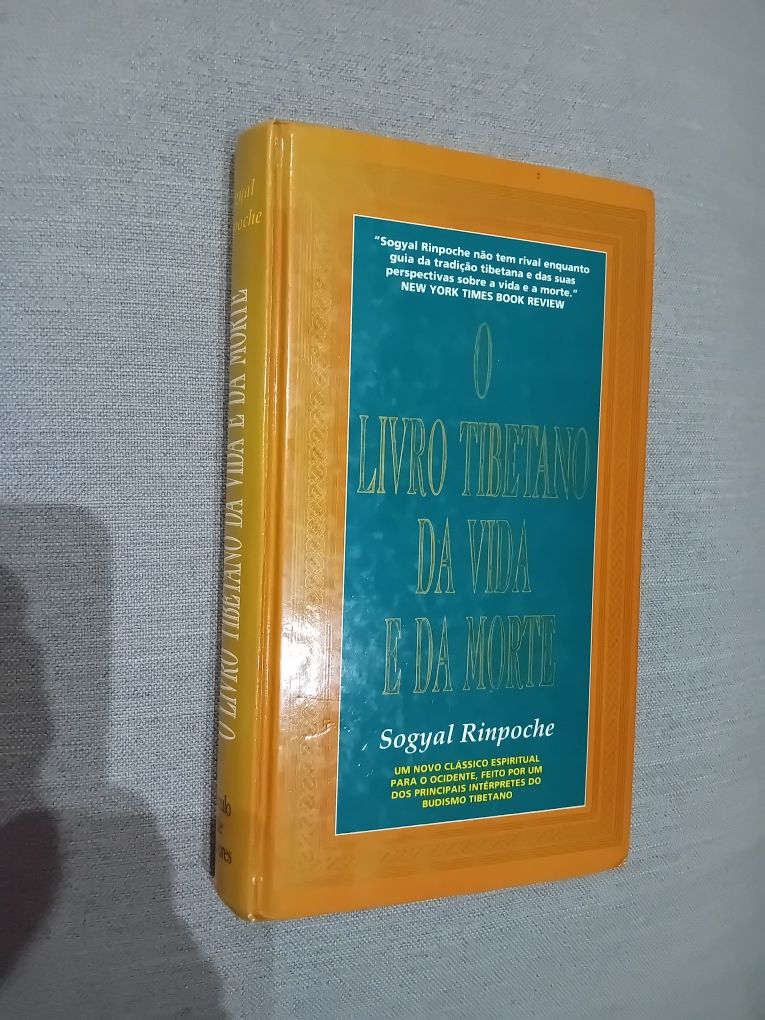 "Sogyal Rinpoche não tem rival enquanto
guia da tradição tibetana e das suas
perspectivas sobre a vida e a morte."
NEW YORK TIMES BOOK REVIEW
O
LIVRO TIBETANO
DA VIDA
E DA MORTE
Sogyal Rinpoche
UM NOVO CLÁSSICO ESPIRITUAL
PARA O OCIDENTE, FEITO POR UM
DOS PRINCIPAIS INTÉRPRETES DO
BUDISMO TIBETANO
O LIVRO TIBETANO DA VIDA E DA MORTE